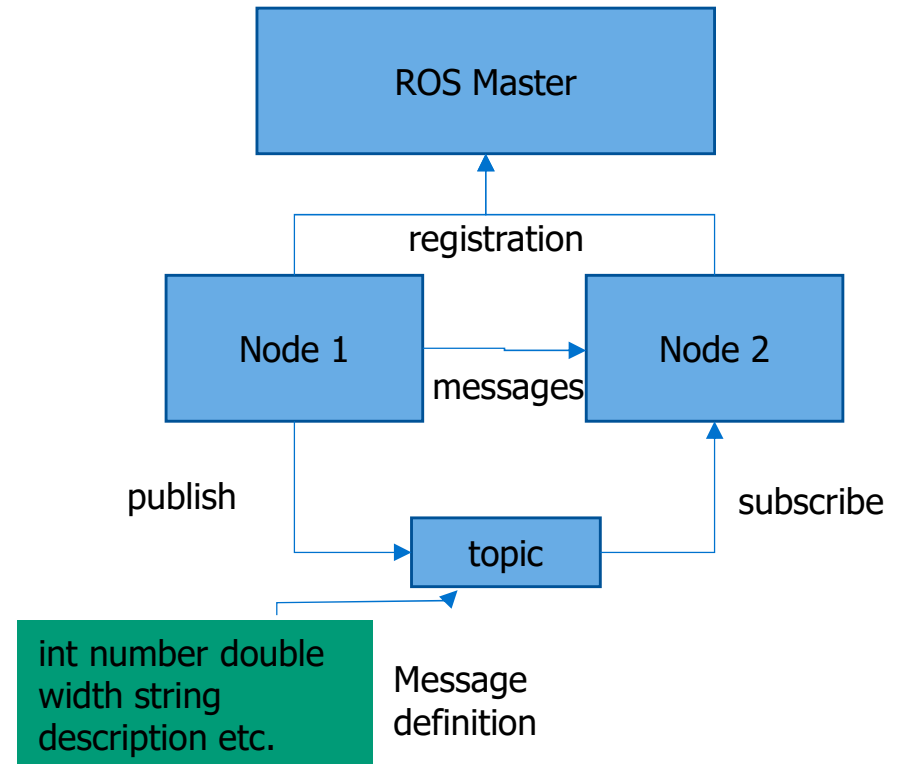 ROS Master
registration
Node 1
Node 2
messages
publish
subscribe
topic
int number double
width string
description etc.
Message
definition